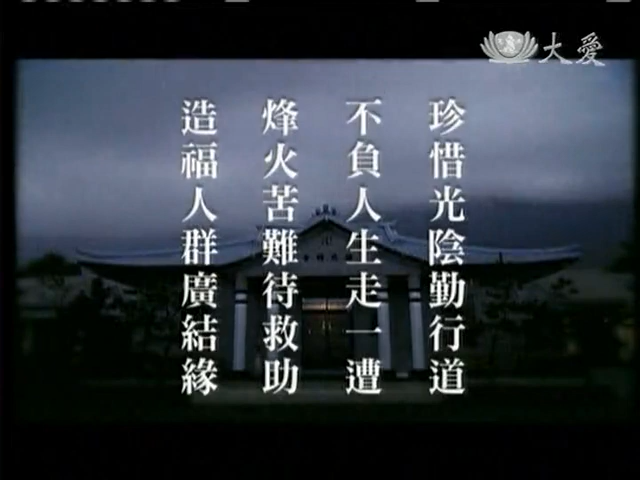 大愛
珍惜光陰勤行道
不負人生走一遭
烽火苦難待救助
造福人群廣結緣